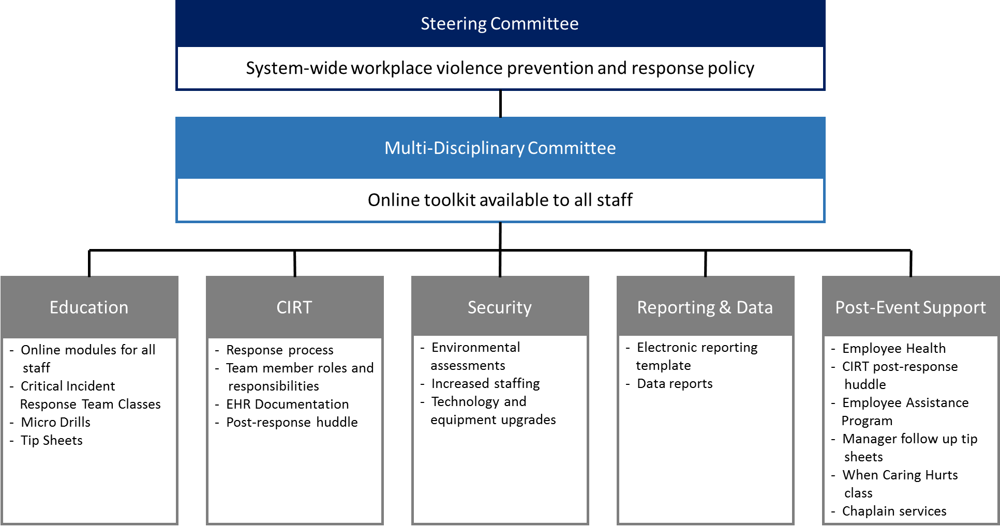 Steering Committee
System-wide workplace violence prevention and response policy
Multi-Disciplinary Committee
Online toolkit available to all staff
Education
- Online modules for all
staff
- Critical Incident
Response Team Classes
- Micro Drills
- Tip Sheets
CIRT
- Response process
- Team member roles and
responsibilities
- EHR Documentation
- Post-response huddle
Security
- Environmental
assessments
- Increased staffing
- Technology and
equipment upgrades
Reporting & Data
- Electronic reporting
template
- Data reports
Post-Event Support
- Employee Health
- CIRT post-response
huddle
- Employee Assistance
Program
- Manager follow up tip
sheets
- When Caring Hurts
class
- Chaplain services